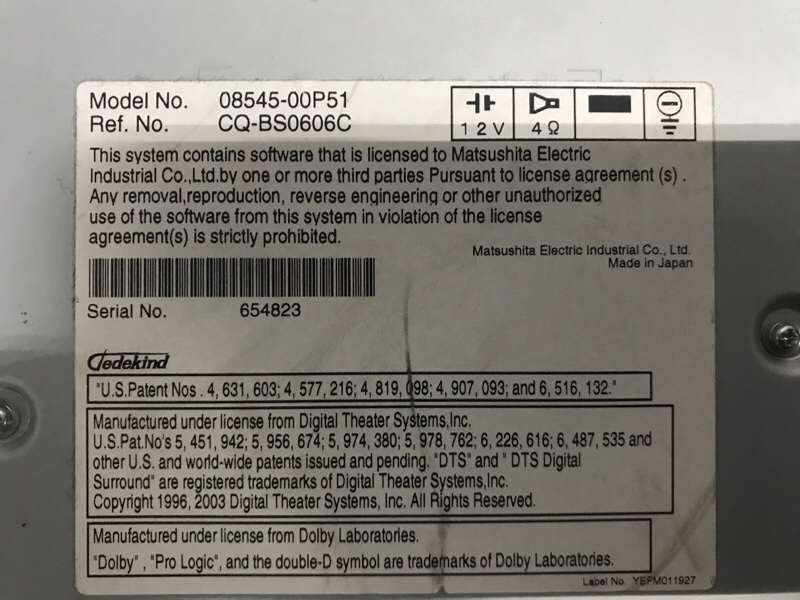 Model No. 08545-00P51
Ref. No. CQ-BS0606C
12V 4Ω
This system contains software that is licensed to Matsushita Electric
Industrial Co.,Ltd.by one or more third parties Pursuant to license agreement (s) .
Any removal,reproduction, reverse engineering or other unauthorized
use of the software from this system in violation of the license
agreement(s) is strictly prohibited.
Matsushita Electric Industrial Co., Ltd.
Made in Japan
Serial No. 654823
Gedekind
"U.S.Patent Nos . 4, 631, 603; 4, 577, 216; 4, 819, 098; 4, 907, 093; and 6, 516, 132."
Manufactured under license from Digital Theater Systems,Inc.
U.S.Pat.No's 5, 451, 942; 5, 956, 674; 5, 974, 380; 5, 978, 762; 6, 226, 616; 6, 487, 535 and
other U.S. and world-wide patents issued and pending. "DTS" and " DTS Digital
Surround" are registered trademarks of Digital Theater Systems,Inc.
Copyright 1996, 2003 Digital Theater Systems, Inc. All Rights Reserved.
Manufactured under license from Dolby Laboratories.
"Dolby" , "Pro Logic", and the double-D symbol are trademarks of Dolby Laboratories.
Label No. YEFM011927